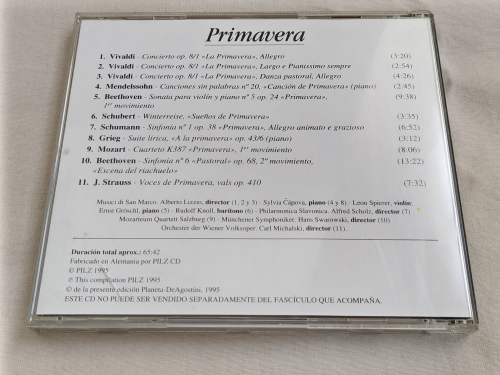 Primavera
1. Vivaldi - Concierto op. 8/1 «La Primavera», Allegro (3:20)
2. Vivaldi - Concierto op. 8/1 «La Primavera», Largo e Pianissimo sempre (2:54)
3. Vivaldi - Concierto op. 8/1 «La Primavera», Danza pastoral, Allegro (4:26)
4. Mendelssohn - Canciones sin palabras nº 20, «Canción de Primavera» (piano) (2:45)
5. Beethoven - Sonata para violín y piano nº 5 op. 24 «Primavera», (9:38)
1er movimiento
6. Schubert - Winterreise, «Sueños de Primavera» (3:35)
7. Schumann - Sinfonía nº 1 op. 38 «Primavera», Allegro animato e grazioso (6:52)
8. Grieg - Suite lírica, «A la primavera» op. 43/6 (piano) (3:12)
9. Mozart - Cuarteto K387 «Primavera», 1er movimiento (8:06)
10. Beethoven - Sinfonía nº 6 «Pastoral» op. 68, 2º movimiento, (13:22)
«Escena del riachuelo»
11. J. Strauss - Voces de Primavera, vals op. 410 (7:32)
Musici di San Marco. Alberto Lizzio, director (1, 2 y 3) - Sylvia Cápova, piano (4 y 8) - Leon Spierer, violín;
Ernst Gröschl, piano (5) - Rudolf Knoll, barítono (6) - Philharmonica Slavonica. Alfred Scholz, director (7)
Mozarteum Quartett Salzburg (9) - Münchener Symphoniker. Hans Swarowski, director (10)
Orchester der Wiener Volksoper. Carl Michalski, director (11).
Duración total aprox.: 65:42
Fabricado en Alemania por PILZ CD
© PILZ 1995
℗ This compilation PILZ 1995
© de la presente edición Planeta-DeAgostini, 1995
ESTE CD NO PUEDE SER VENDIDO SEPARADAMENTE DEL FASCÍCULO QUE ACOMPAÑA.